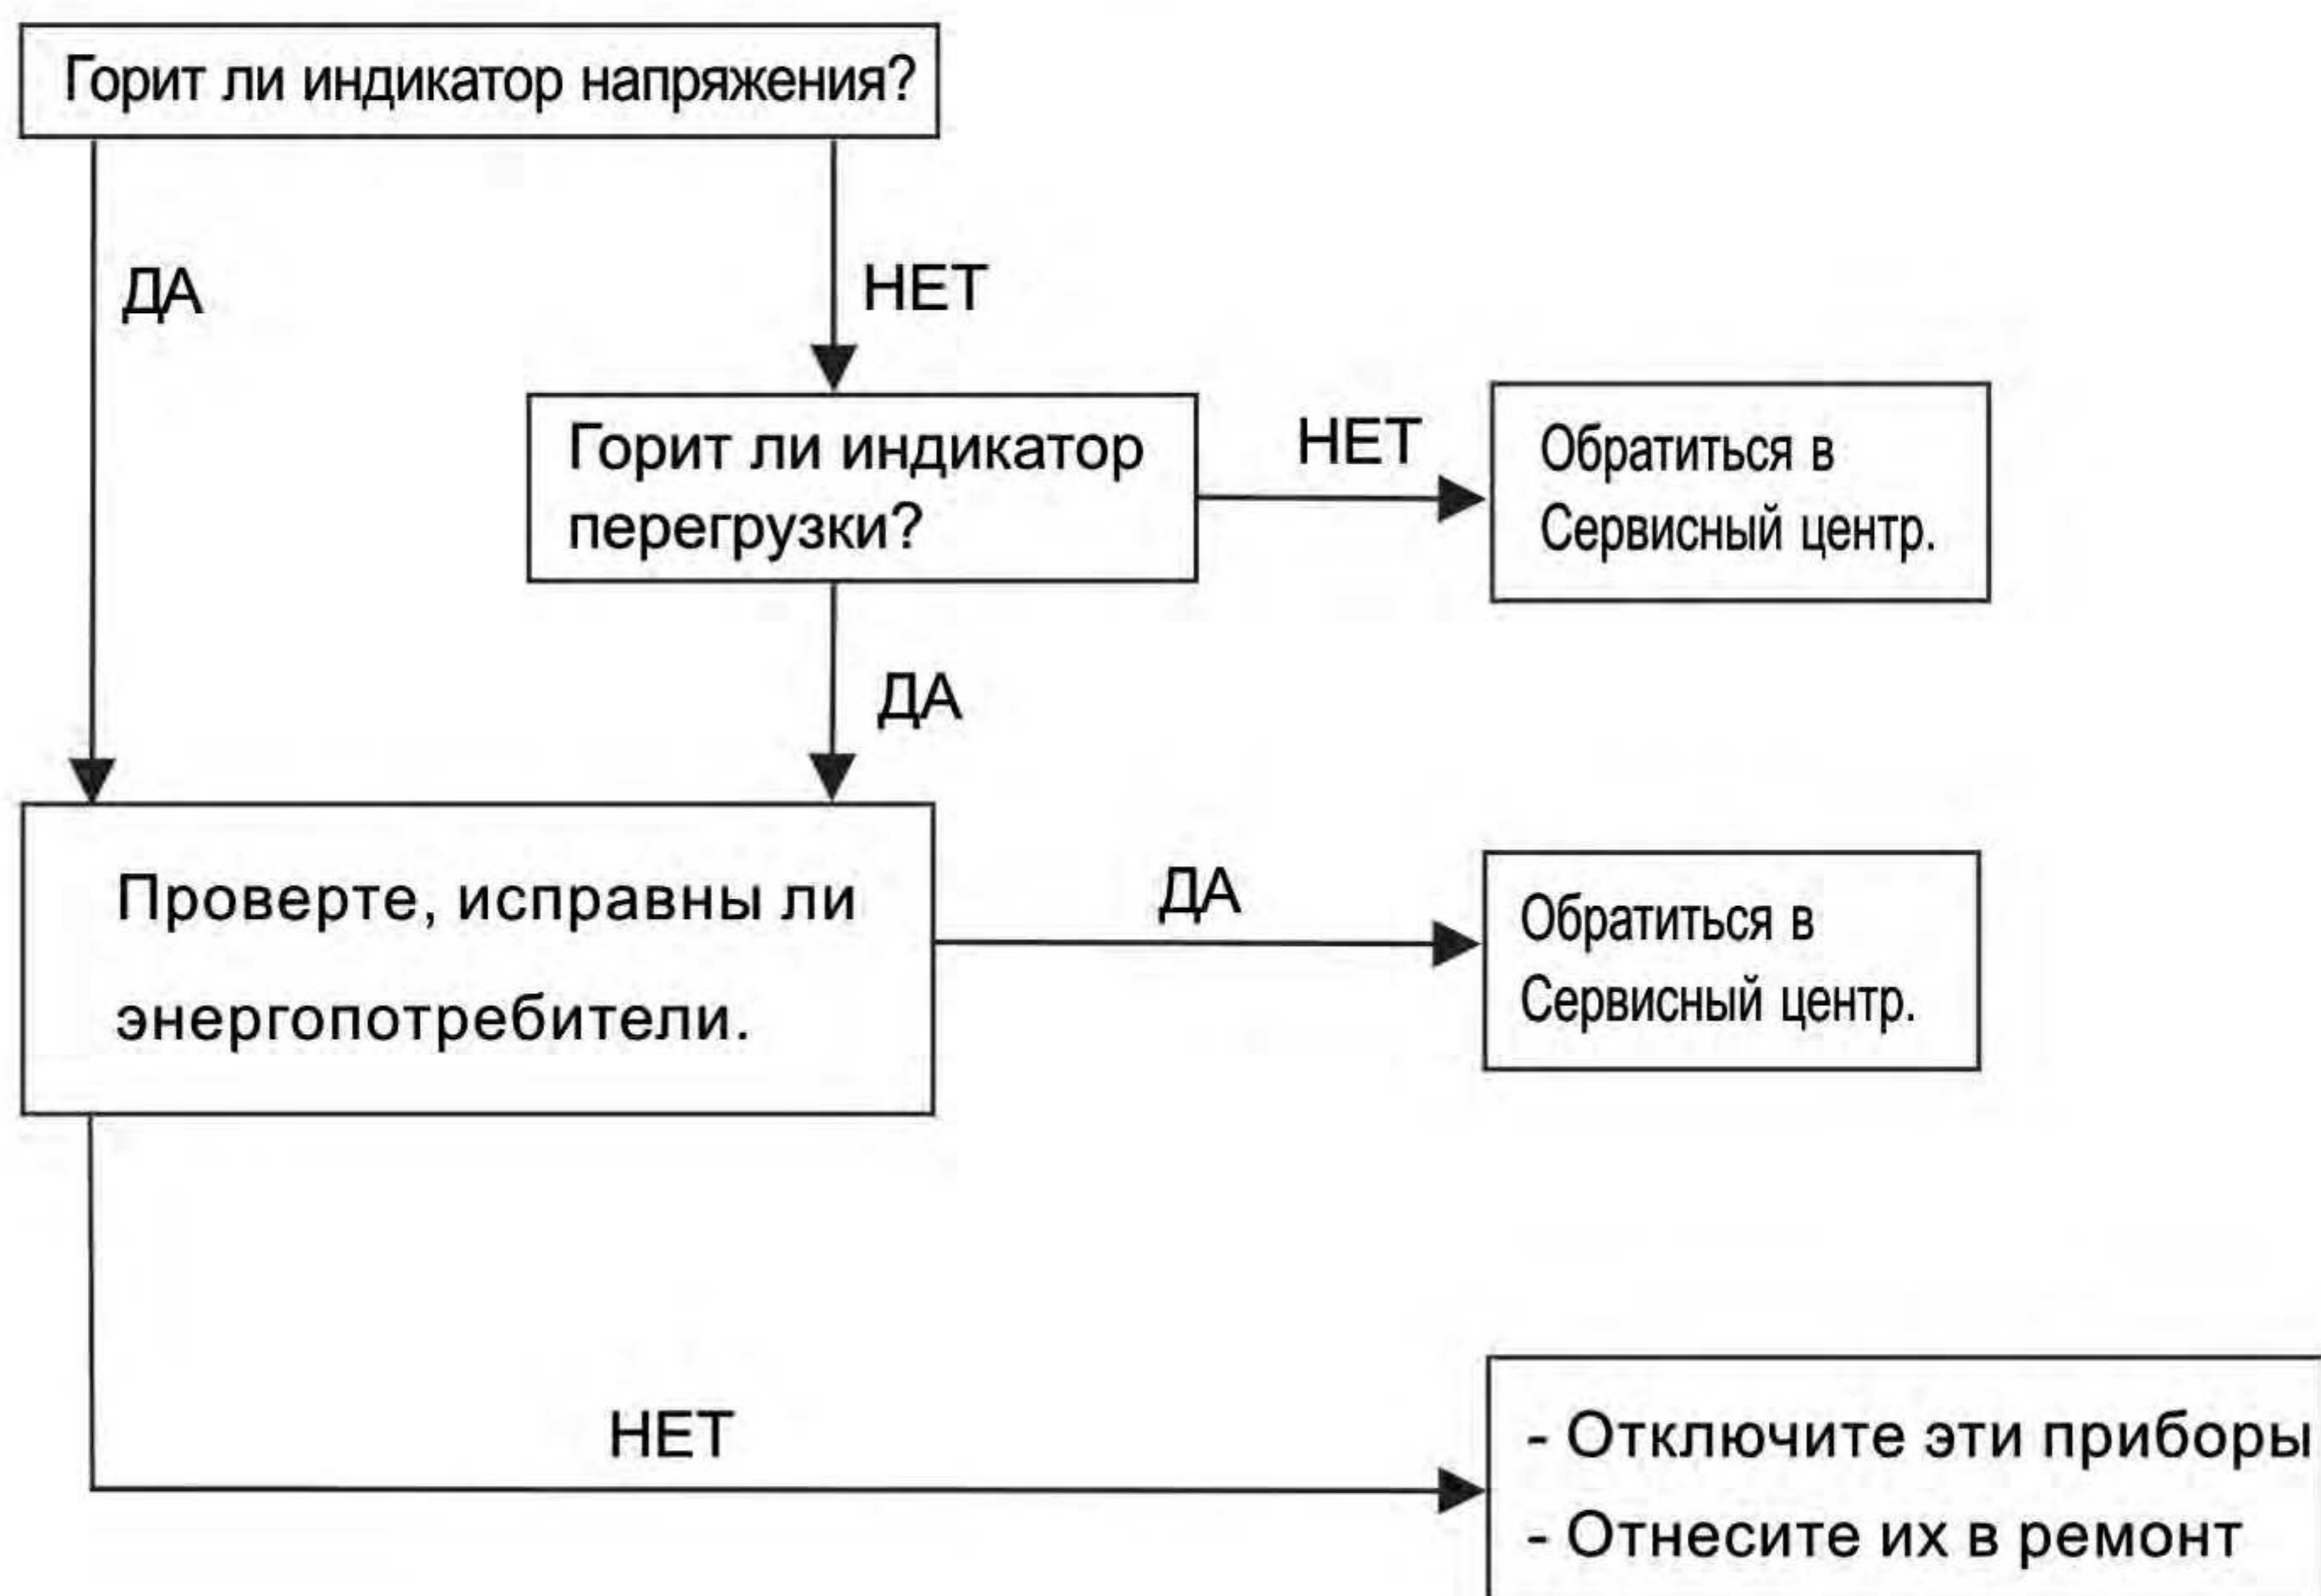 Горит ли индикатор напряжения?
ДА
НЕТ
Горит ли индикатор
перегрузки?
НЕТ
Обратиться в
Сервисный центр.
ДА
Проверте, исправны ли
энергопотребители.
ДА
Обратиться в
Сервисный центр.
НЕТ
- Отключите эти приборы
- Отнесите их в ремонт